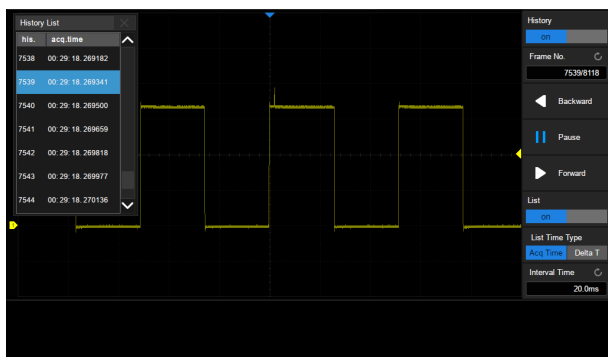 History List
his. acq.time
7538 00: 29: 18. 269182
7539 00: 29: 18. 269341
7540 00: 29: 18. 269500
7541 00: 29: 18. 269659
7542 00: 29: 18. 269818
7543 00: 29: 18. 269977
7544 00: 29: 18. 270136
1
History
on
Frame No.
7539/8118
Backward
Pause
Forward
List
on
List Time Type
Acq Time Delta T
Interval Time
20.0ms